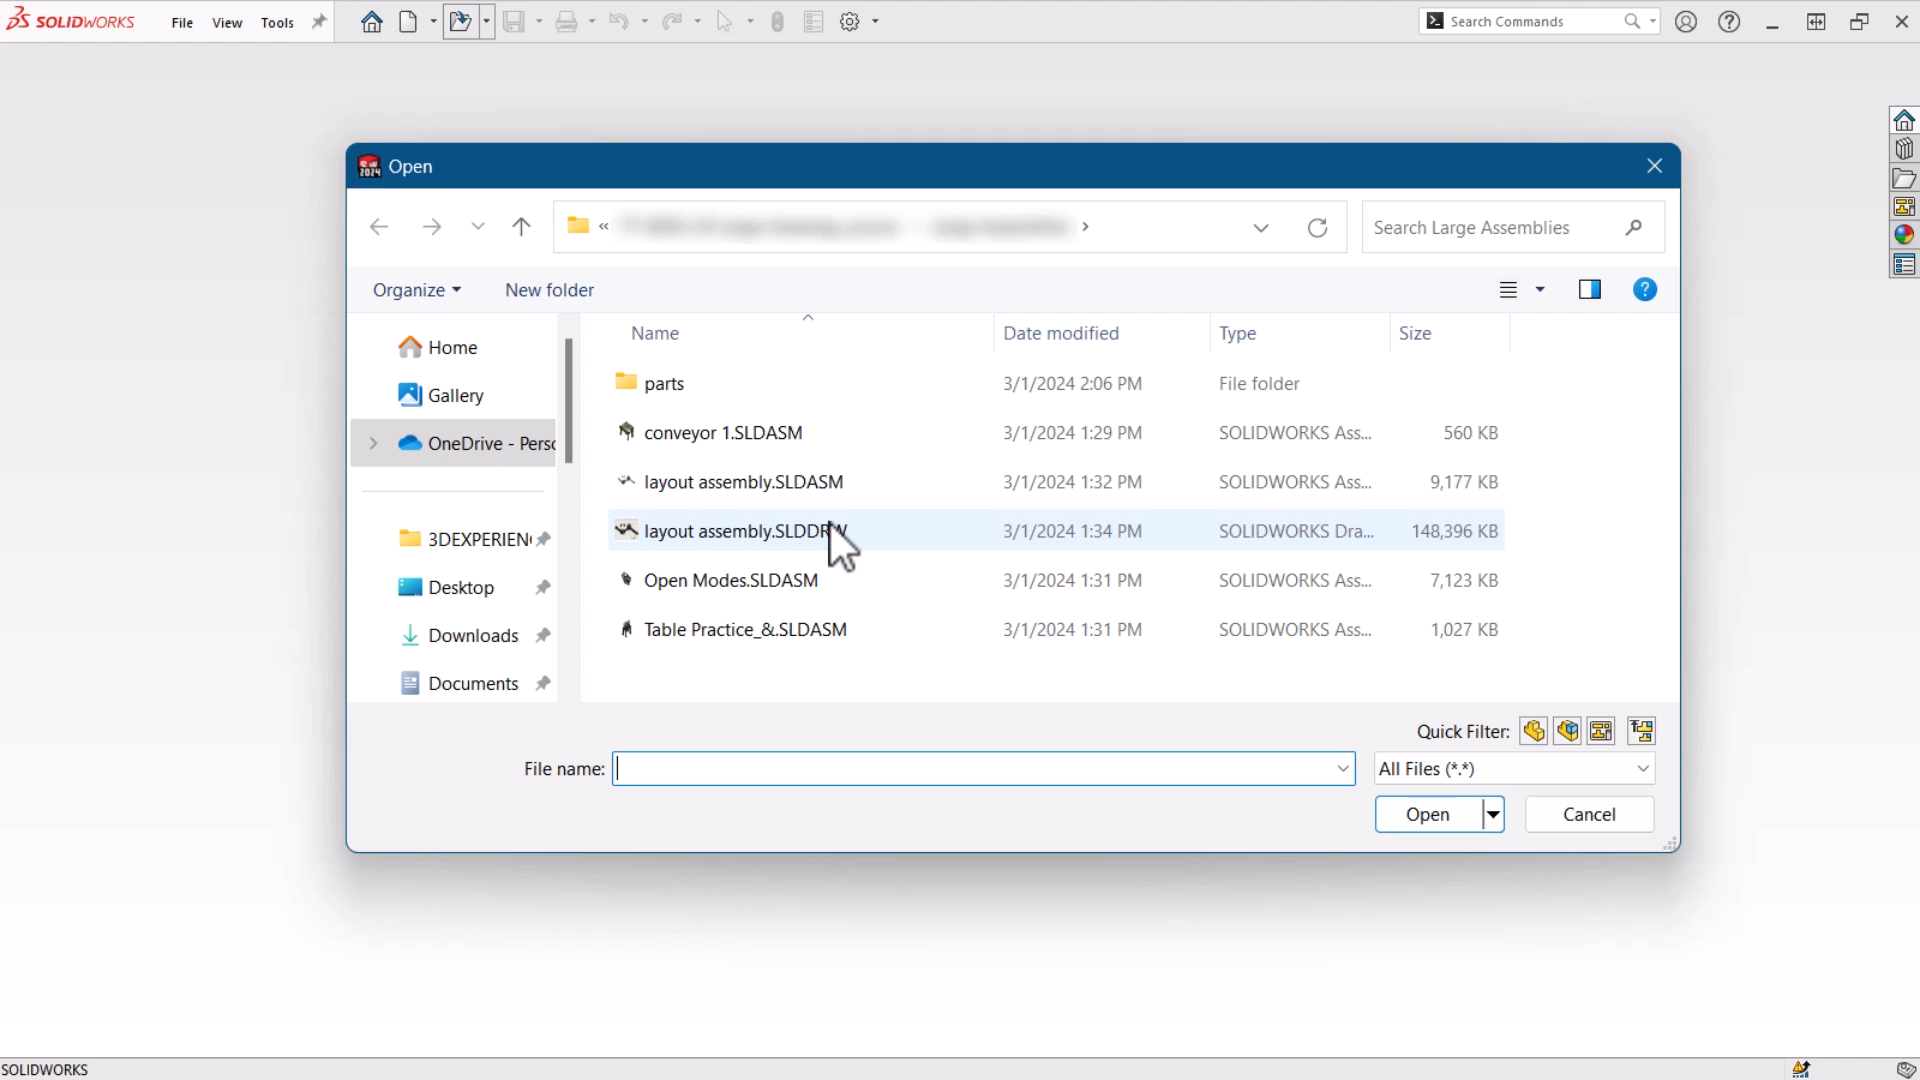 SOLIDWORKS File View Tools Search Commands
Open
« ›  Search Large Assemblies
Organize New folder
Home
Gallery
OneDrive - Perso
3DEXPERIEN
Desktop
Downloads
Documents
Name Date modified Type Size
parts 3/1/2024 2:06 PM File folder
conveyor 1.SLDASM 3/1/2024 1:29 PM SOLIDWORKS Ass... 560 KB
layout assembly.SLDASM 3/1/2024 1:32 PM SOLIDWORKS Ass... 9,177 KB
layout assembly.SLDDRW 3/1/2024 1:34 PM SOLIDWORKS Dra... 148,396 KB
Open Modes.SLDASM 3/1/2024 1:31 PM SOLIDWORKS Ass... 7,123 KB
Table Practice_&.SLDASM 3/1/2024 1:31 PM SOLIDWORKS Ass... 1,027 KB
Quick Filter:
File name: All Files (*.*)
Open Cancel
SOLIDWORKS